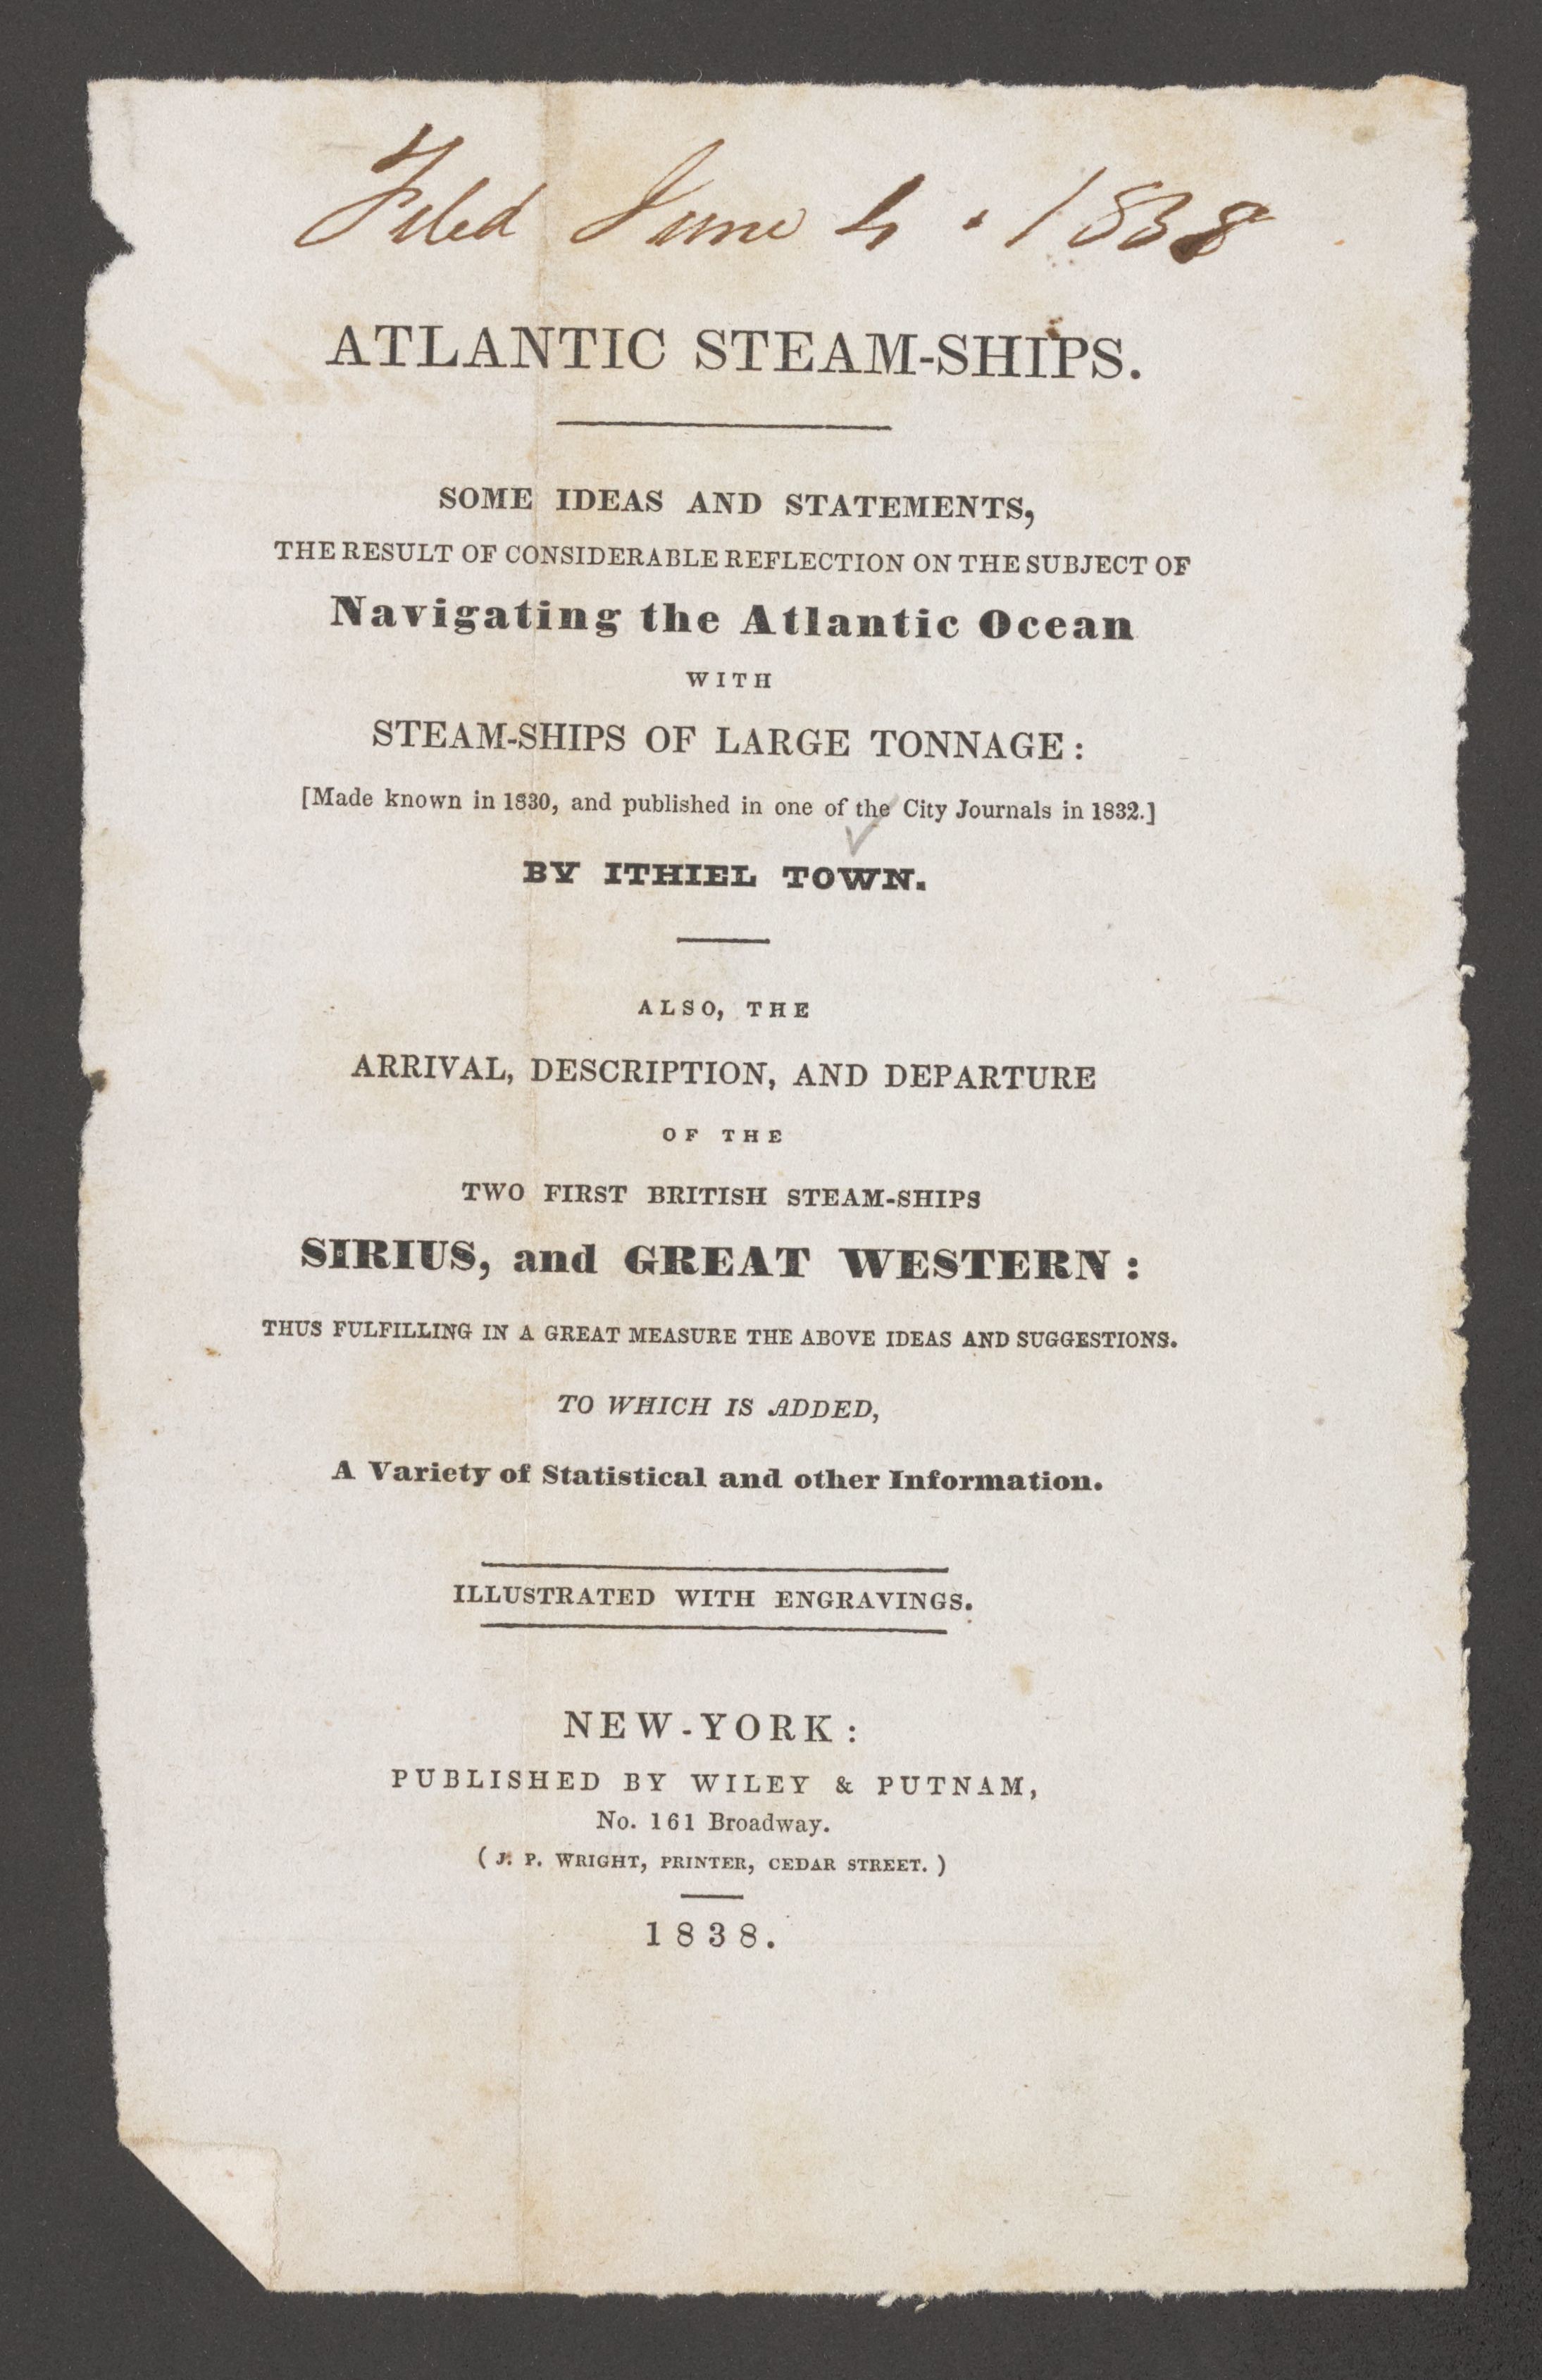 Filed June 4. 1838
ATLANTIC STEAM-SHIPS.
SOME IDEAS AND STATEMENTS,
THE RESULT OF CONSIDERABLE REFLECTION ON THE SUBJECT OF
Navigating the Atlantic Ocean
WITH
STEAM-SHIPS OF LARGE TONNAGE:
[Made known in 1830, and published in one of the City Journals in 1832.]
BY ITHIEL TOWN.
ALSO, THE
ARRIVAL, DESCRIPTION, AND DEPARTURE
OF THE
TWO FIRST BRITISH STEAM-SHIPS
SIRIUS, and GREAT WESTERN:
THUS FULFILLING IN A GREAT MEASURE THE ABOVE IDEAS AND SUGGESTIONS.
TO WHICH IS ADDED,
A Variety of Statistical and other Information.
ILLUSTRATED WITH ENGRAVINGS.
NEW-YORK:
PUBLISHED BY WILEY & PUTNAM,
No. 161 Broadway.
(J. P. WRIGHT, PRINTER, CEDAR STREET.)
1838.